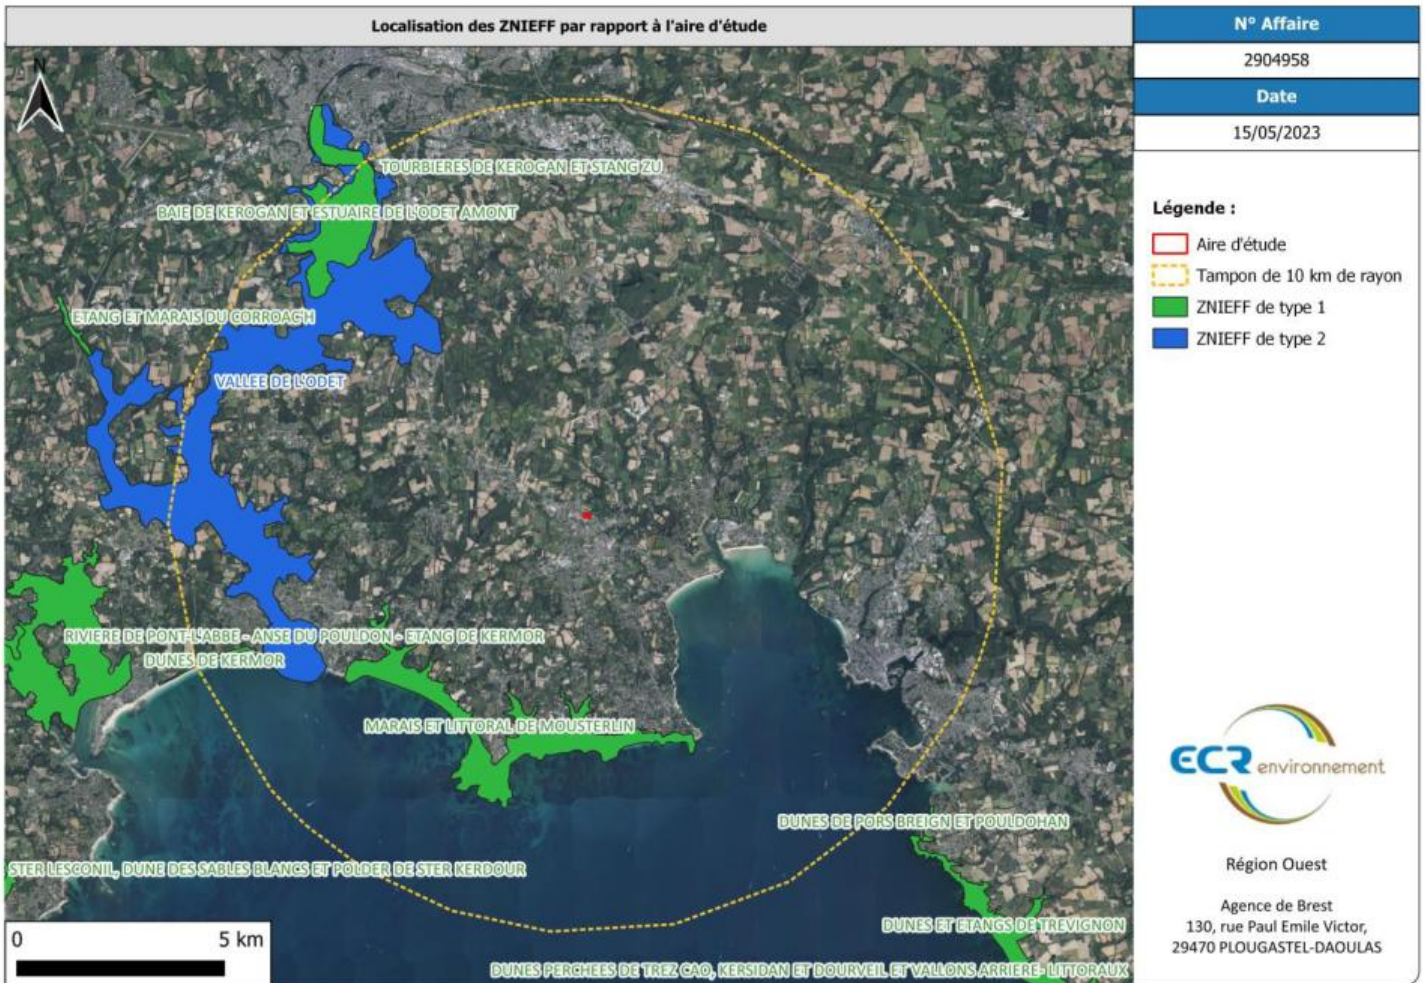 Localisation des ZNIEFF par rapport à l'aire d'étude
N
TOURBIERES DE KEROGAN ET STANG ZU
BAIE DE KEROGAN ET ESTUAIRE DE L'ODET AMONT
ETANG ET MARAIS DU CORROAC'H
VALLEE DE L'ODET
RIVIERE DE PONT-L'ABBE - ANSE DU POULDON - ETANG DE KERMOR
DUNES DE KERMOR
MARAIS ET LITTORAL DE MOUSTERLIN
DUNES DE PORS BREIGN ET POULDOHAN
STER LESCONIL, DUNE DES SABLES BLANCS ET POLDER DE STER KERDOUR
DUNES ET ETANGS DE TREVIGNON
DUNES PERCHEES DE TREZ CAO, KERSIDAN ET DOURVEIL ET VALLONS ARRIERE- LITTORAUX
0 5 km
N° Affaire
2904958
Date
15/05/2023
Légende :
Aire d'étude
Tampon de 10 km de rayon
ZNIEFF de type 1
ZNIEFF de type 2
ECR environnement
Région Ouest
Agence de Brest
130, rue Paul Emile Victor,
29470 PLOUGASTEL-DAOULAS